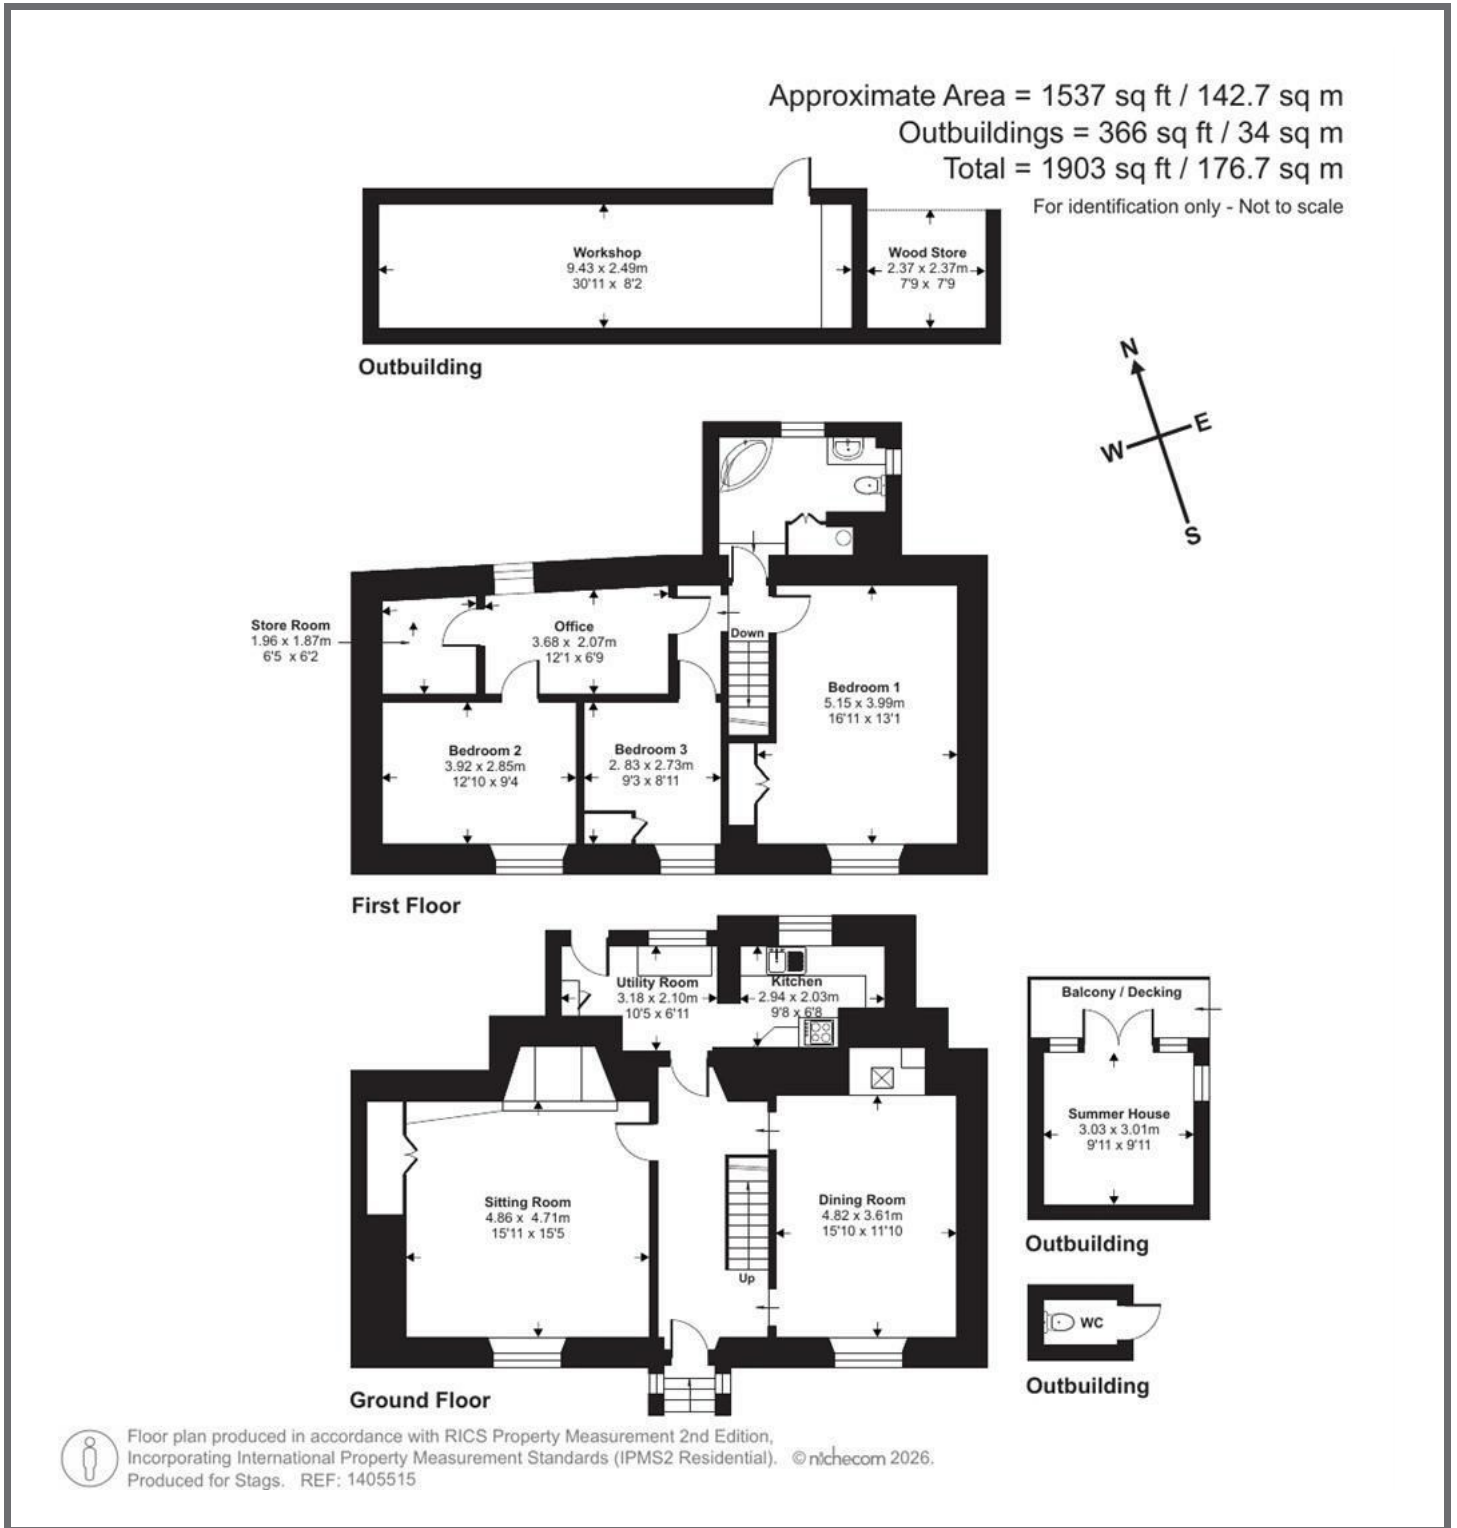 Approximate Area = 1537 sq ft / 142.7 sq m
Outbuildings = 366 sq ft / 34 sq m
Total = 1903 sq ft / 176.7 sq m
For identification only - Not to scale
Workshop
9.43 x 2.49m
30'11 x 8'2
Wood Store
2.37 x 2.37m
7'9 x 7'9
Outbuilding
N
E
W
S
Store Room
1.96 x 1.87m
6'5 x 6'2
Office
3.68 x 2.07m
12'1 x 6'9
Down
Bedroom 1
5.15 x 3.99m
16'11 x 13'1
Bedroom 2
3.92 x 2.85m
12'10 x 9'4
Bedroom 3
2. 83 x 2.73m
9'3 x 8'11
First Floor
Utility Room
3.18 x 2.10m
10'5 x 6'11
Kitchen
2.94 x 2.03m
9'8 x 6'8
Balcony / Decking
Summer House
3.03 x 3.01m
9'11 x 9'11
Outbuilding
Sitting Room
4.86 x 4.71m
15'11 x 15'5
Dining Room
4.82 x 3.61m
15'10 x 11'10
Up
WC
Outbuilding
Ground Floor
Floor plan produced in accordance with RICS Property Measurement 2nd Edition,
Incorporating International Property Measurement Standards (IPMS2 Residential). © nichecom 2026.
Produced for Stags. REF: 1405515